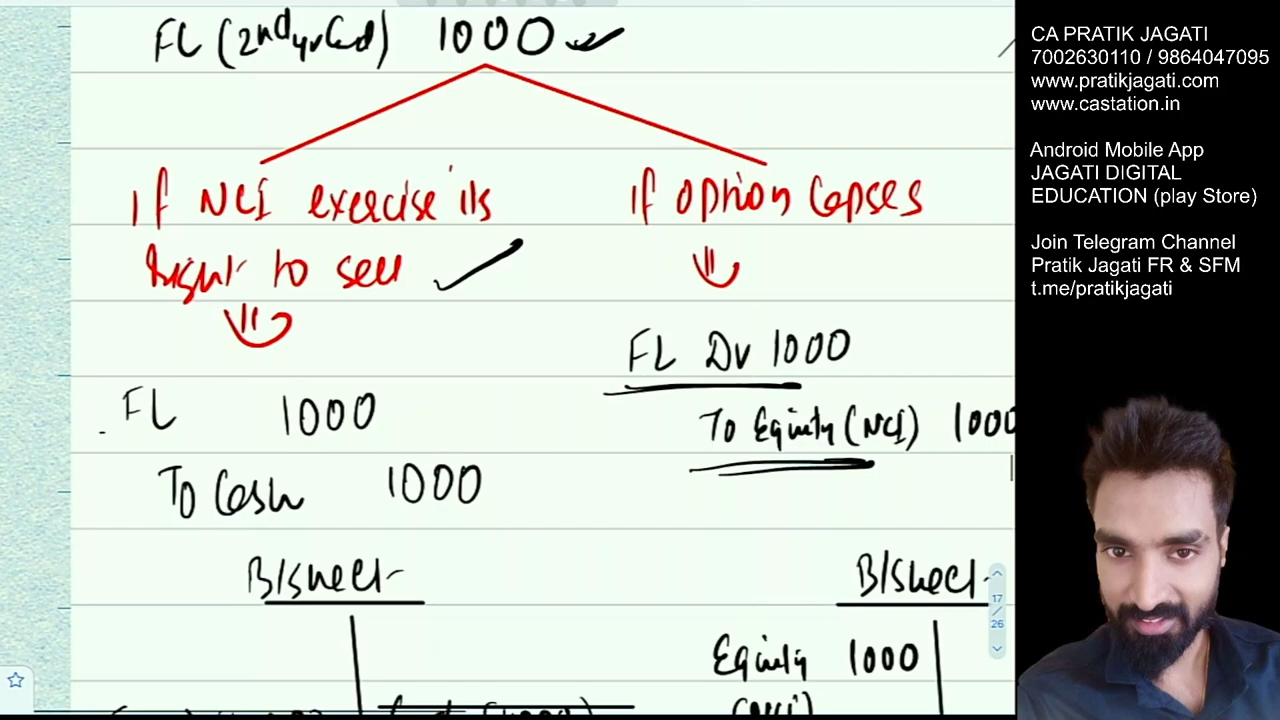 FL (2nd yr end) 1000
If NCI exercise its
Right to sell
FL 1000
To Cash 1000
B/Sheet
If option lapses
FL Dr 1000
To Equity (NCI) 1000
B/Sheet
Equity 1000
(NCI)
17
/
26
CA PRATIK JAGATI
7002630110 / 9864047095
www.pratikjagati.com
www.castation.in
Android Mobile App
JAGATI DIGITAL
EDUCATION (play Store)
Join Telegram Channel
Pratik Jagati FR & SFM
t.me/pratikjagati